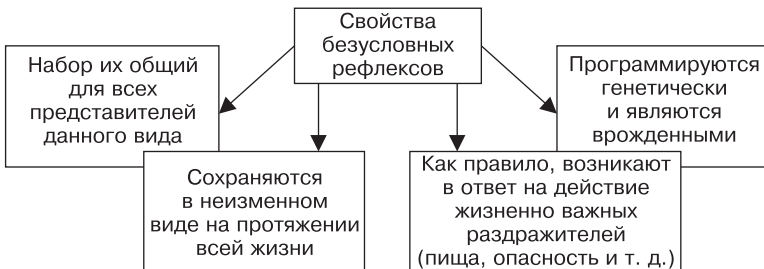 Свойства
безусловных
рефлексов
Набор их общий
для всех
представителей
данного вида
Программируются
генетически
и являются
врожденными
Сохраняются
в неизменном
виде на протяжении
всей жизни
Как правило, возникают
в ответ на действие
жизненно важных
раздражителей
(пища, опасность и т. д.)